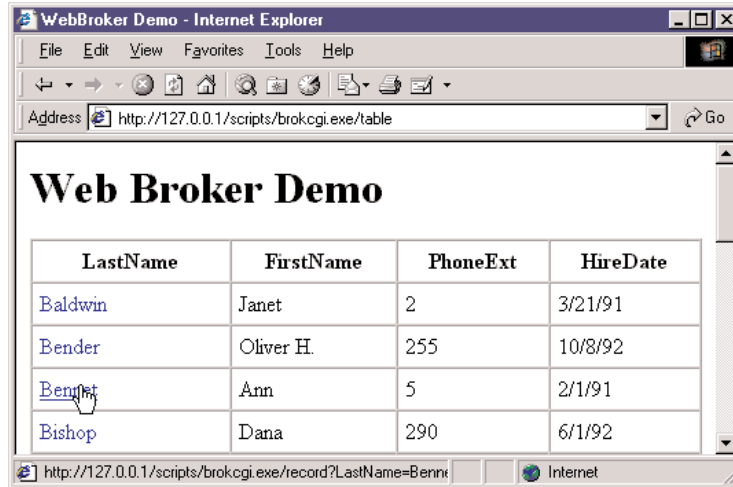 WebBroker Demo - Internet Explorer
File Edit View Favorites Tools Help
Address http://127.0.0.1/scripts/brokcgi.exe/table Go
Web Broker Demo
LastName FirstName PhoneExt HireDate
Baldwin Janet 2 3/21/91
Bender Oliver H. 255 10/8/92
Bennet Ann 5 2/1/91
Bishop Dana 290 6/1/92
http://127.0.0.1/scripts/brokcgi.exe/record?LastName=Benne Internet